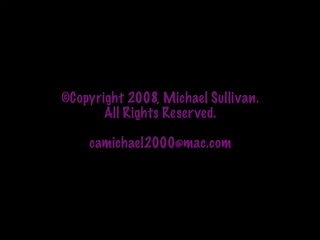 ©Copyright 2008, Michael Sullivan.
All Rights Reserved.
camichael2000@mac.com